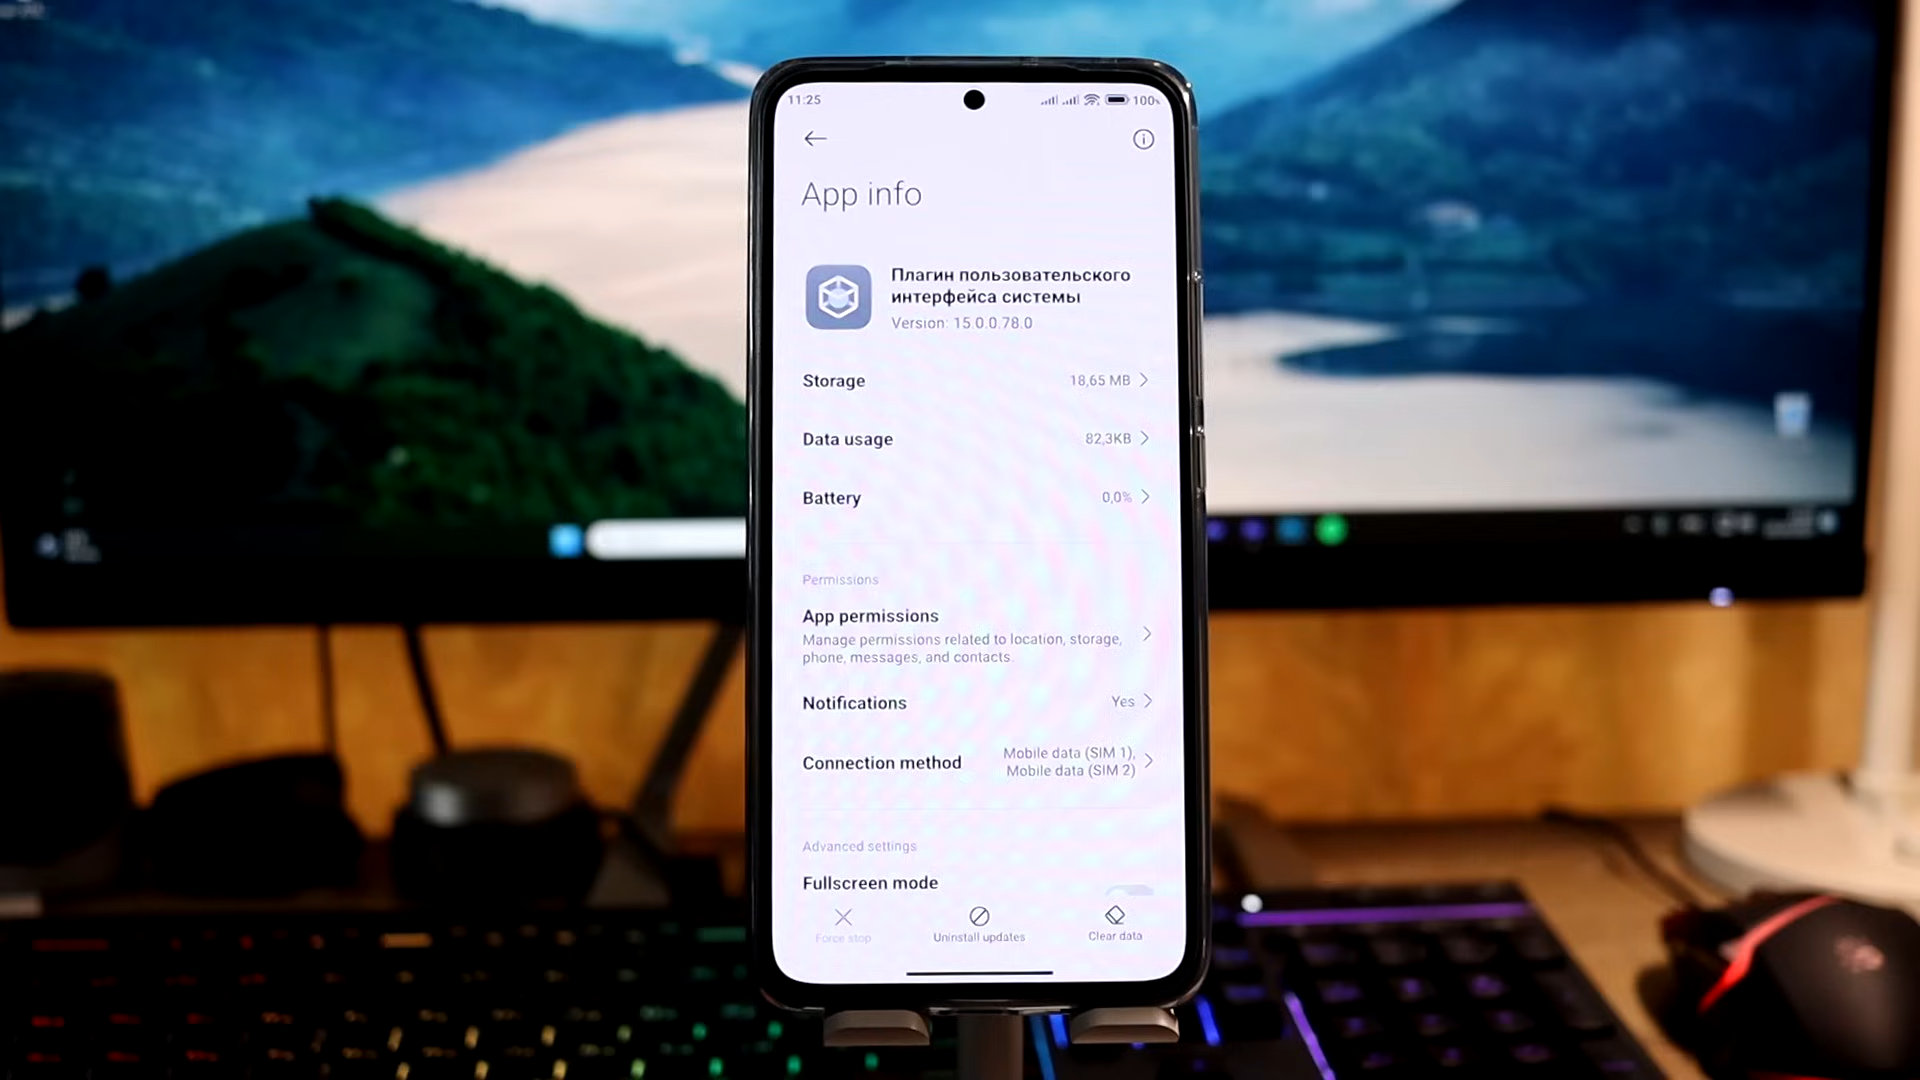 11:25
100%
App info
Плагин пользовательского
интерфейса системы
Version: 15.0.0.78.0
Storage
18,65 MB
Data usage
82,3KB
Battery
0,0%
Permissions
App permissions
Manage permissions related to location, storage,
phone, messages, and contacts.
Notifications
Yes
Connection method
Mobile data (SIM 1),
Mobile data (SIM 2)
Advanced settings
Fullscreen mode
Force stop
Uninstall updates
Clear data